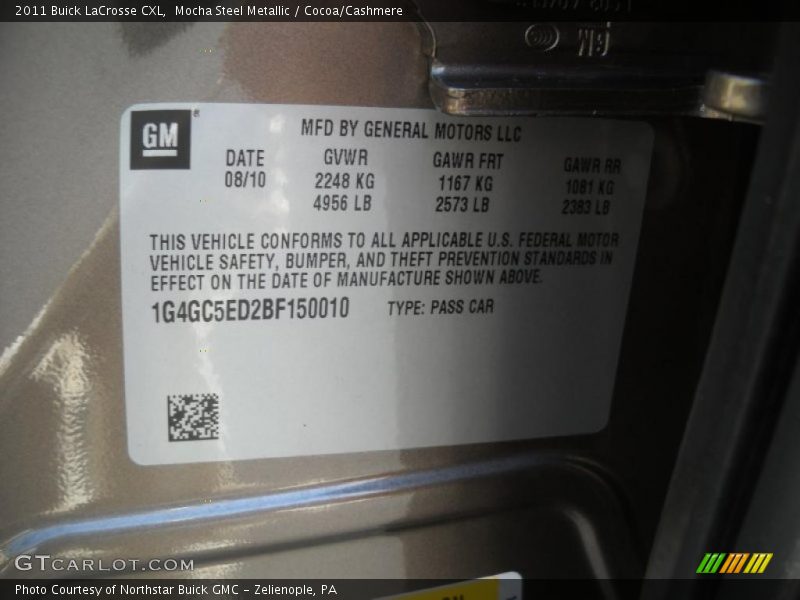 2011 Buick LaCrosse CXL,  Mocha Steel Metallic / Cocoa/Cashmere
GM
GM
®
MFD BY GENERAL MOTORS LLC
DATE GVWR GAWR FRT GAWR RR
08/10 2248 KG 1167 KG 1081 KG
4956 LB 2573 LB 2383 LB
THIS VEHICLE CONFORMS TO ALL APPLICABLE U.S. FEDERAL MOTOR
VEHICLE SAFETY, BUMPER, AND THEFT PREVENTION STANDARDS IN
EFFECT ON THE DATE OF MANUFACTURE SHOWN ABOVE.
1G4GC5ED2BF150010 TYPE: PASS CAR
GTCARLOT.COM
Photo Courtesy of Northstar Buick GMC – Zelienople, PA